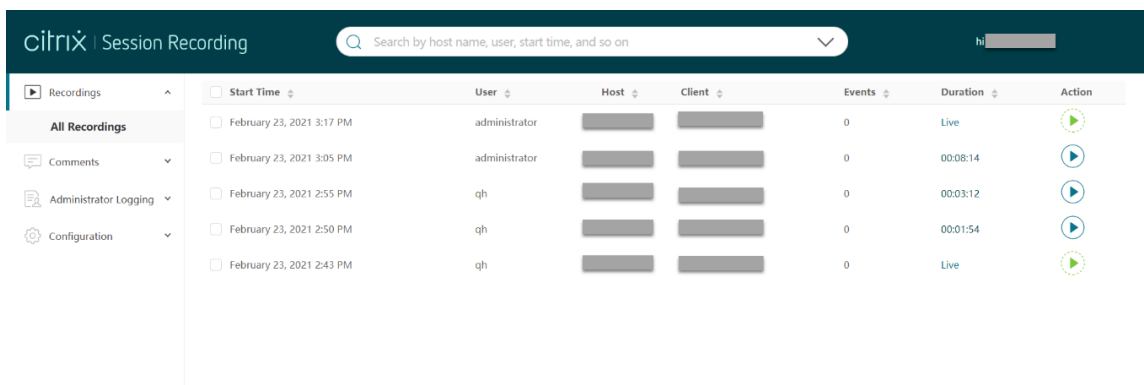 citrix | Session Recording
Search by host name, user, start time, and so on
hi
Recordings
All Recordings
Comments
Administrator Logging
Configuration
Start Time User Host Client Events Duration Action
February 23, 2021 3:17 PM administrator 0 Live
February 23, 2021 3:05 PM administrator 0 00:08:14
February 23, 2021 2:55 PM qh 0 00:03:12
February 23, 2021 2:50 PM qh 0 00:01:54
February 23, 2021 2:43 PM qh 0 Live